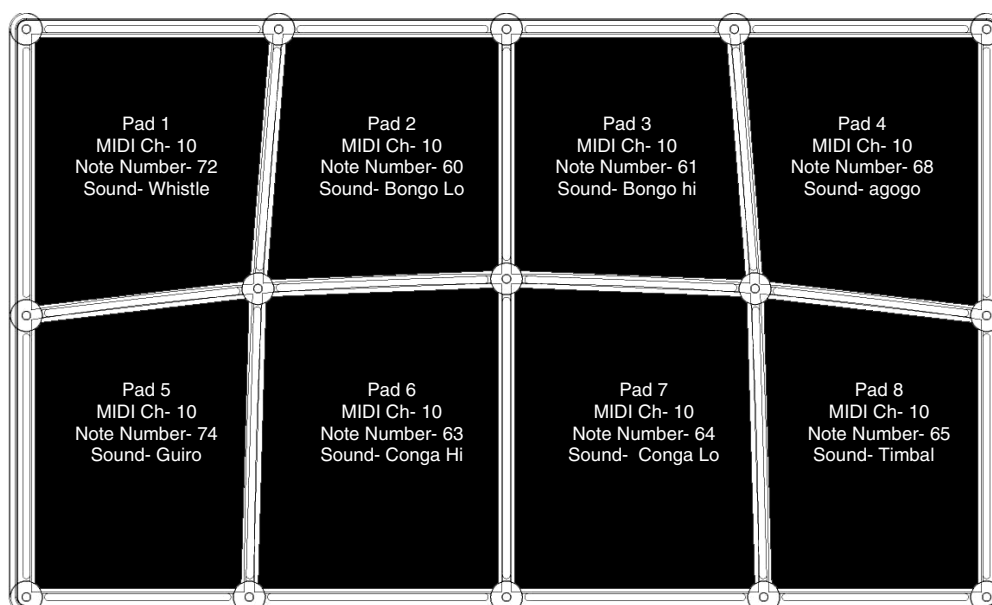 Pad 1
MIDI Ch- 10
Note Number- 72
Sound- Whistle
Pad 2
MIDI Ch- 10
Note Number- 60
Sound- Bongo Lo
Pad 3
MIDI Ch- 10
Note Number- 61
Sound- Bongo hi
Pad 4
MIDI Ch- 10
Note Number- 68
Sound- agogo
Pad 5
MIDI Ch- 10
Note Number- 74
Sound- Guiro
Pad 6
MIDI Ch- 10
Note Number- 63
Sound- Conga Hi
Pad 7
MIDI Ch- 10
Note Number- 64
Sound-  Conga Lo
Pad 8
MIDI Ch- 10
Note Number- 65
Sound- Timbal